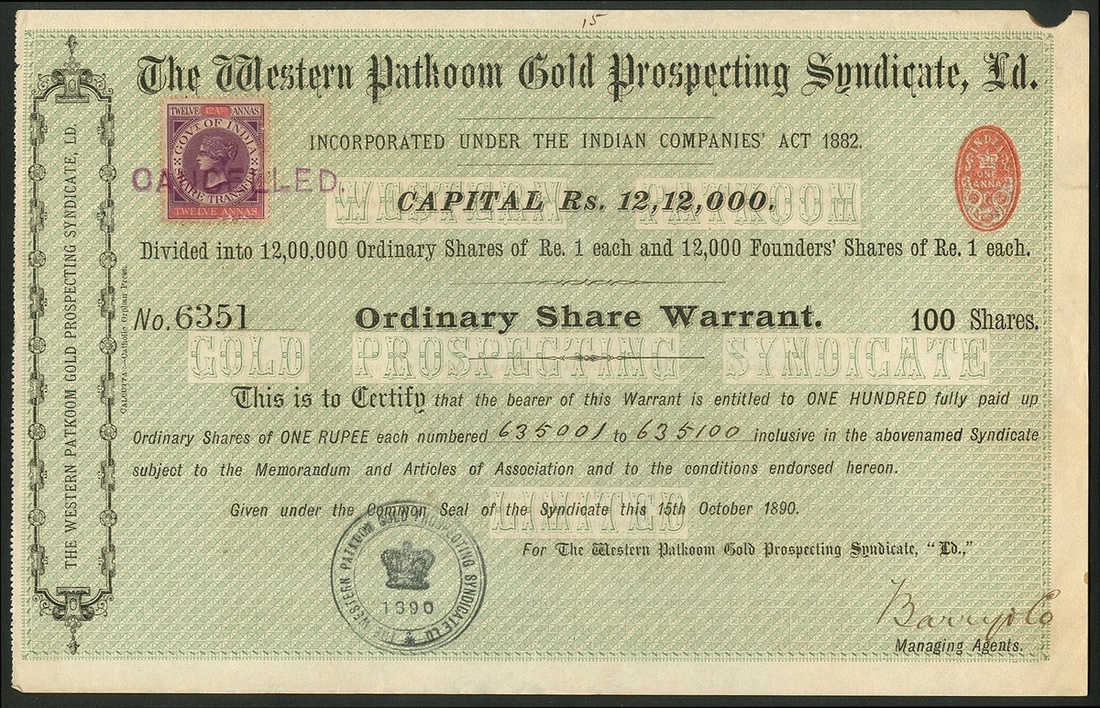 15
The Western Patkoom Gold Prospecting Syndicate, Ld.
TWELVE 12 As ANNAS
GOVT OF INDIA
SHARE TRANSFER
TWELVE ANNAS
CANCELLED.
INCORPORATED UNDER THE INDIAN COMPANIES' ACT 1882.
INDIA
ONE
ANNA
WESTERN PATKOOM
CAPITAL Rs. 12,12,000.
Divided into 12,00,000 Ordinary Shares of Re. 1 each and 12,000 Founders' Shares of Re. 1 each.
No. 6351 Ordinary Share Warrant. 100 Shares.
GOLD PROSPECTING SYNDICATE
This is to Certify that the bearer of this Warrant is entitled to ONE HUNDRED fully paid up
Ordinary Shares of ONE RUPEE each numbered 635001 to 635100 inclusive in the abovenamed Syndicate
subject to the Memorandum and Articles of Association and to the conditions endorsed hereon.
LIMITED
Given under the Common Seal of the Syndicate this 15th October 1890.
For The Western Patkoom Gold Prospecting Syndicate, "Ld.,"
THE WESTERN PATKOOM GOLD PROSPECTING SYNDICATE LD
1890
Barry & Co
Managing Agents.
THE WESTERN PATKOOM GOLD PROSPECTING SYNDICATE, LD.
CALCUTTA—Catholic Orphan Press.